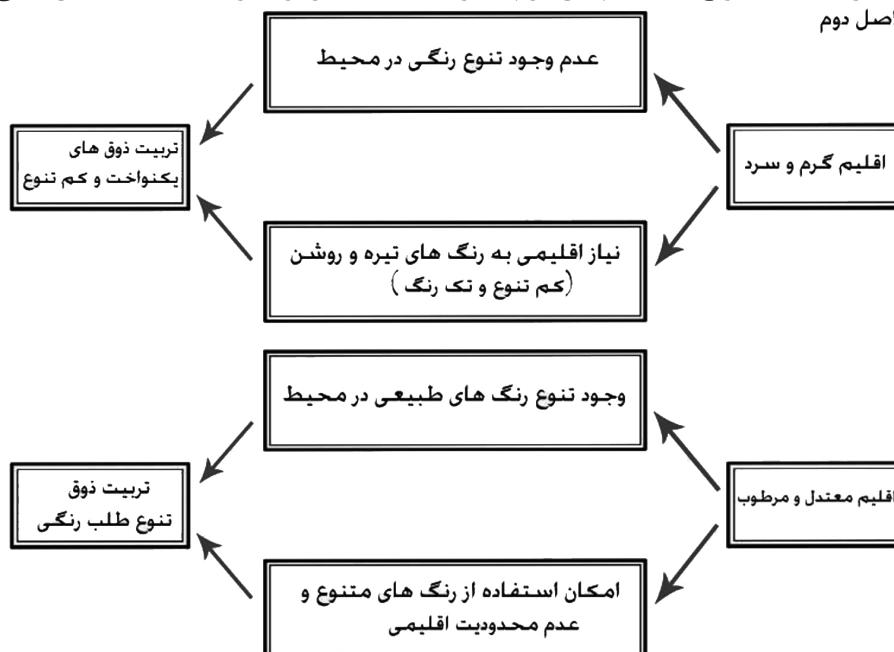 اصل دوم
عدم وجود تنوع رنگی در محیط
اقلیم گرم و سرد
تربیت ذوق های
یکنواخت و کم تنوع
نیاز اقلیمی به رنگ های تیره و روشن
(کم تنوع و تک رنگ )
وجود تنوع رنگ های طبیعی در محیط
اقلیم معتدل و مرطوب
تربیت ذوق
تنوع طلب رنگی
امکان استفاده از رنگ های متنوع و
عدم محدودیت اقلیمی